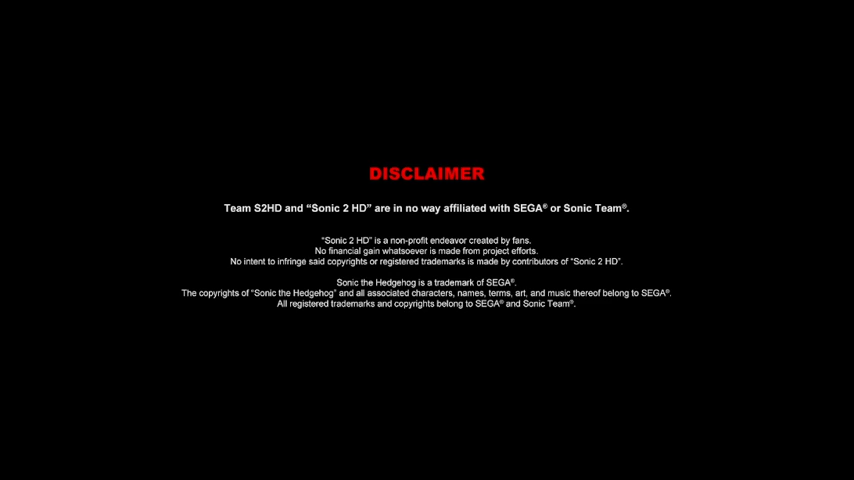 DISCLAIMER
Team S2HD and “Sonic 2 HD” are in no way affiliated with SEGA® or Sonic Team®.
“Sonic 2 HD” is a non-profit endeavor created by fans.
No financial gain whatsoever is made from project efforts.
No intent to infringe said copyrights or registered trademarks is made by contributors of “Sonic 2 HD”.
Sonic the Hedgehog is a trademark of SEGA®.
The copyrights of “Sonic the Hedgehog” and all associated characters, names, terms, art, and music thereof belong to SEGA®.
All registered trademarks and copyrights belong to SEGA® and Sonic Team®.